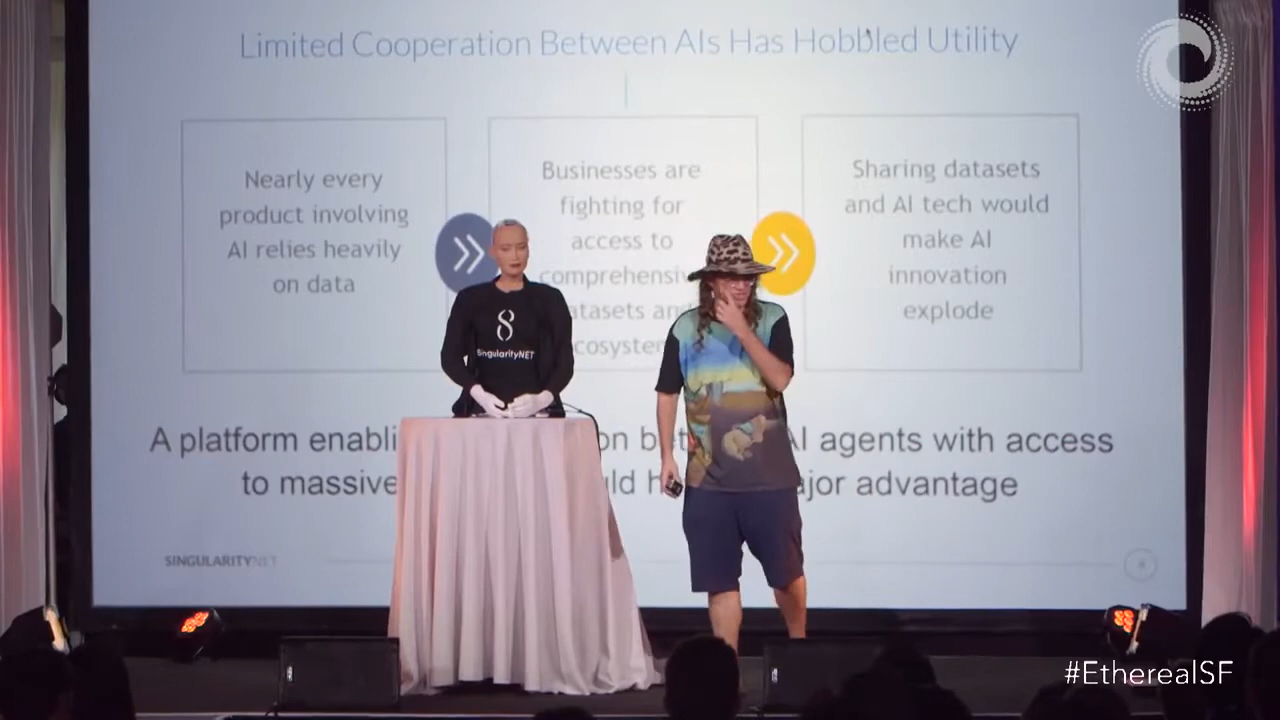 Limited Cooperation Between AIs Has Hobbled Utility
Nearly every
product involving
AI relies heavily
on data
Businesses are
fighting for
access to
Sharing datasets
and AI tech would
make AI
innovation
explode
8
SingularityNET
A platform AI agents with access
to massive advantage
SINGULARITYNET
#EtherealSF